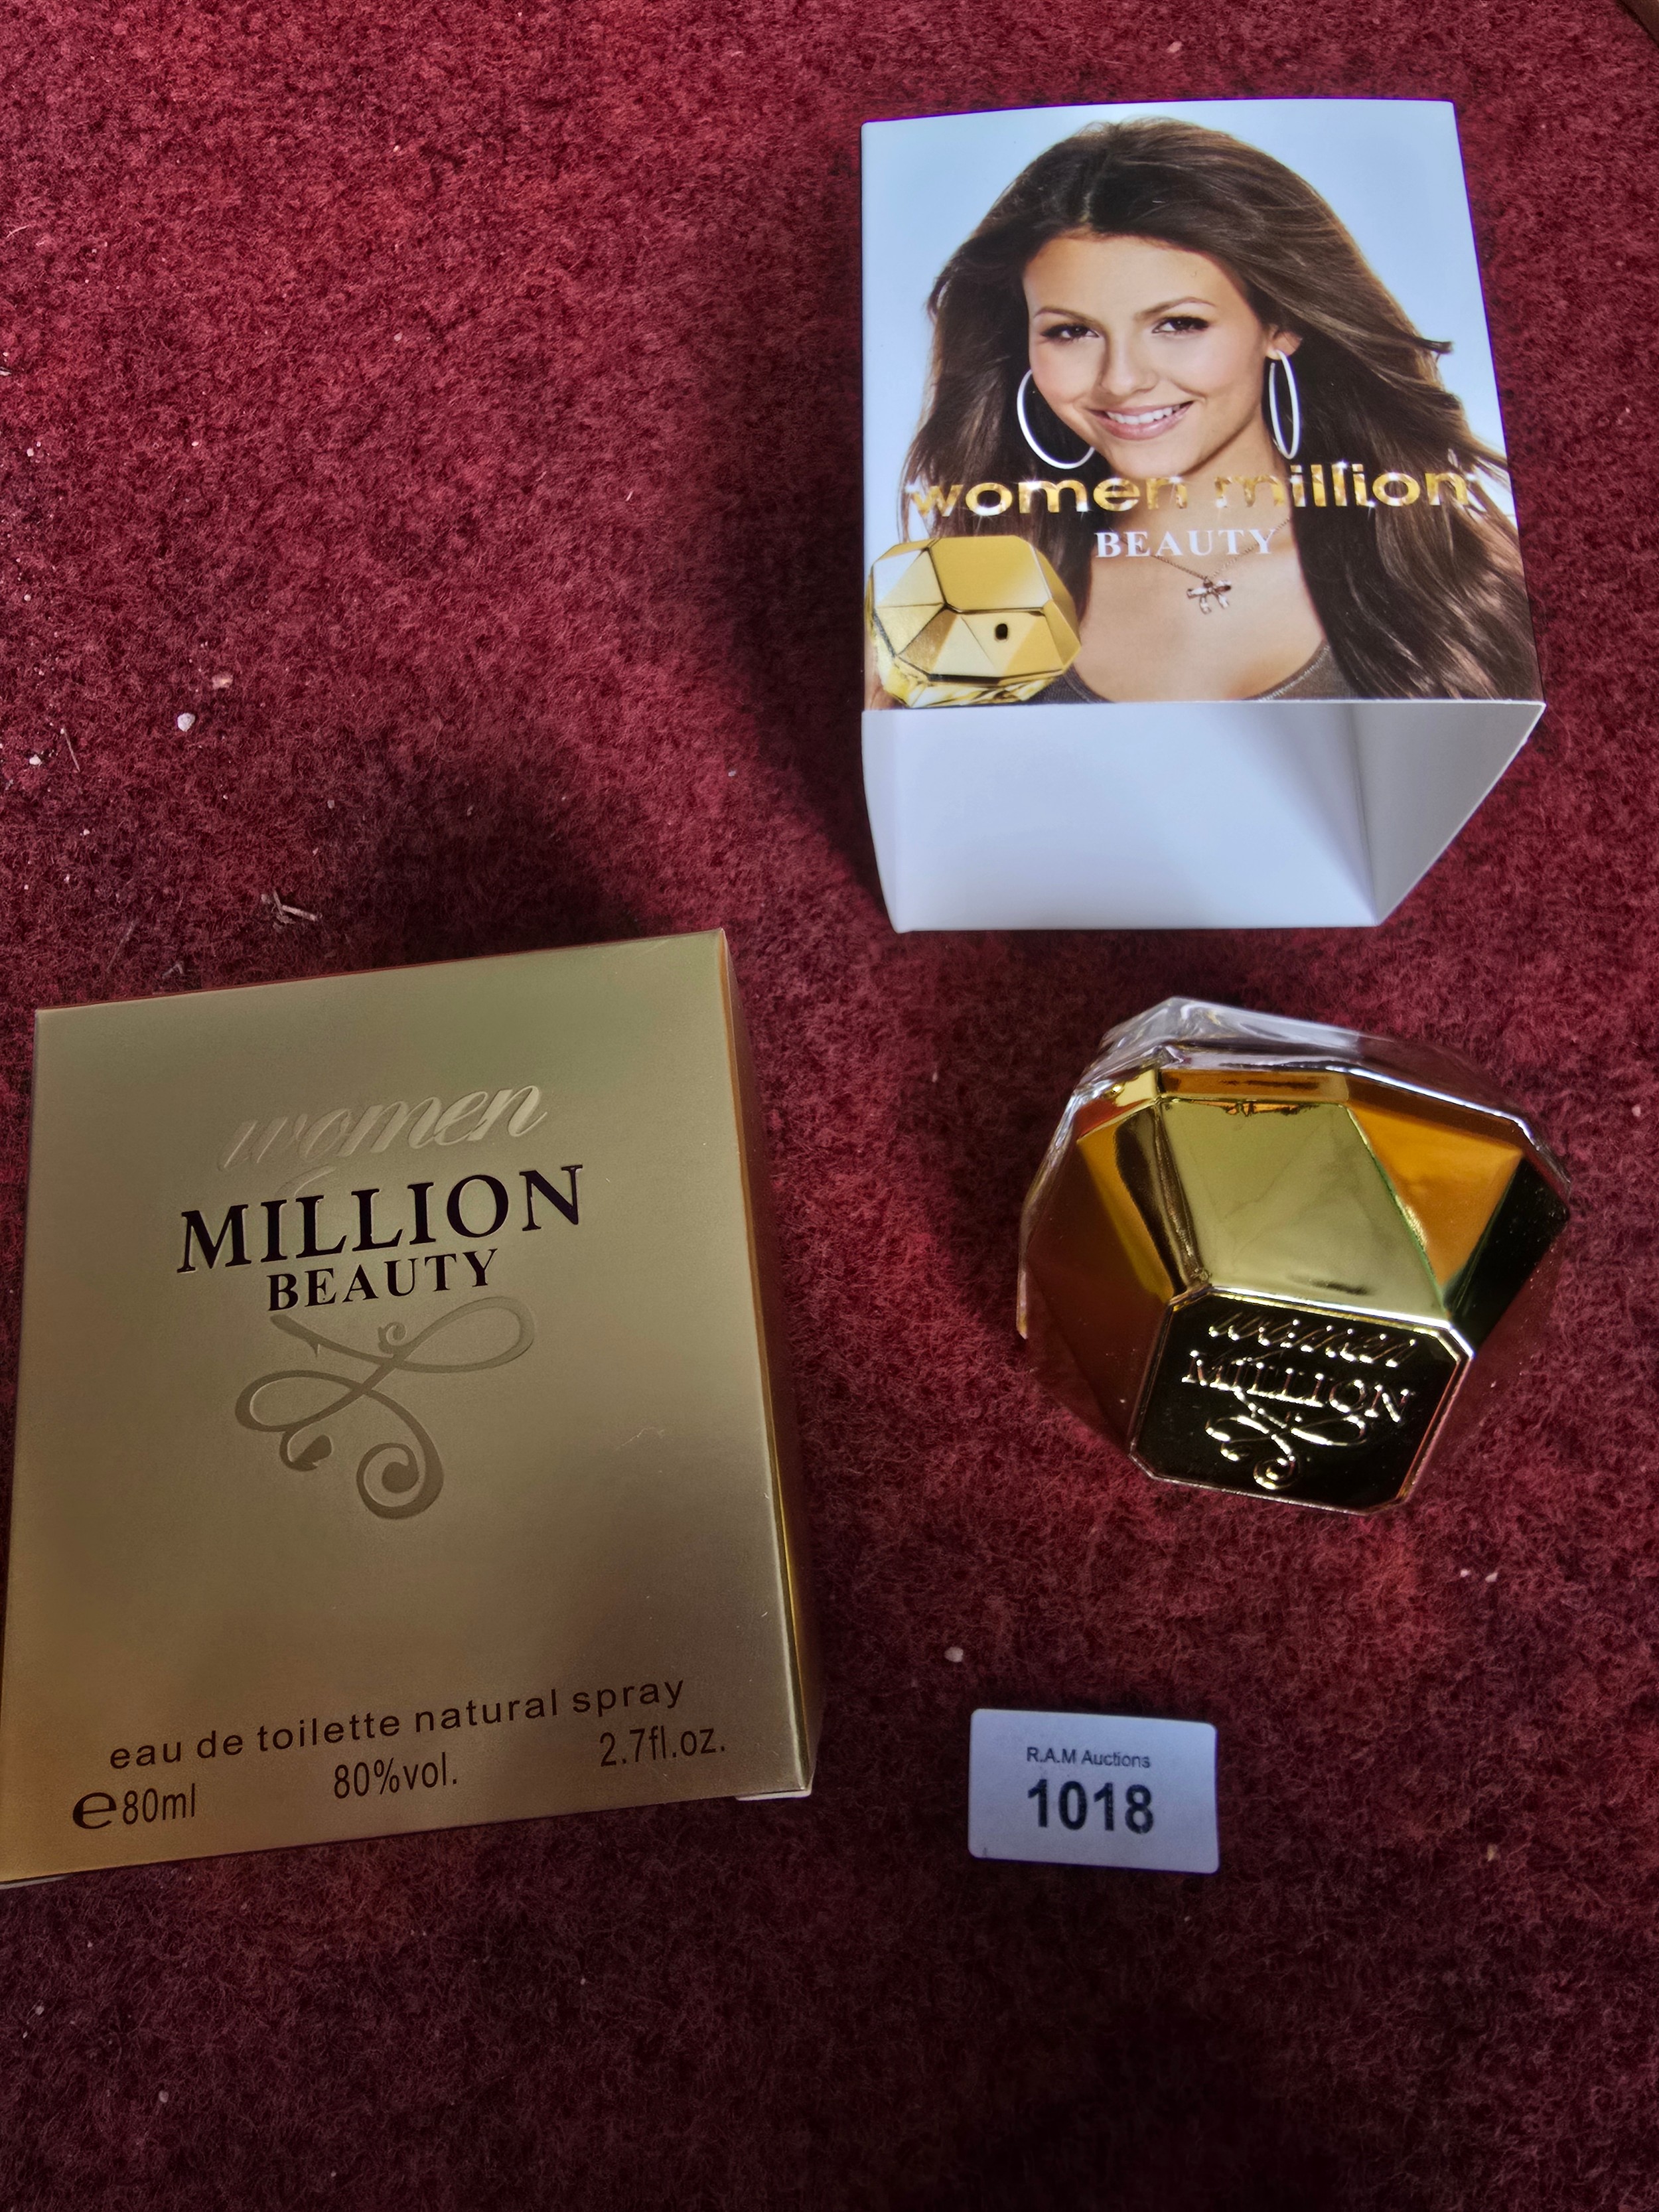 women million
BEAUTY
women
MILLION
BEAUTY
eau de toilette natural spray
e80ml 80%vol. 2.7fl.oz.
women
MILLION
R.A.M Auctions
1018